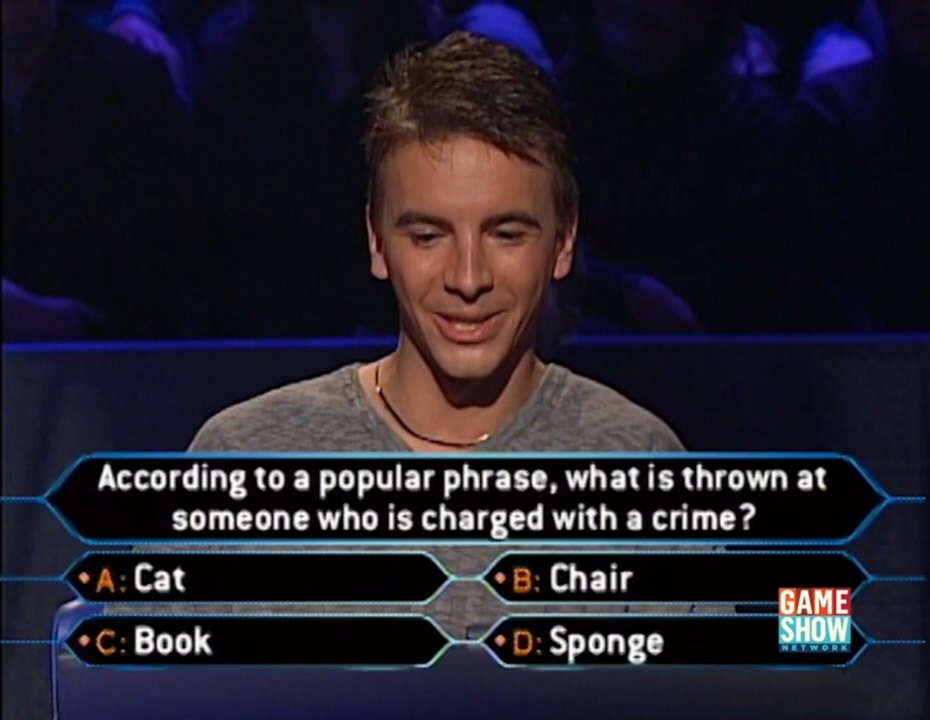 According to a popular phrase, what is thrown at
someone who is charged with a crime?
A: Cat
B: Chair
C: Book
D: Sponge
GAME
SHOW
NETWORK